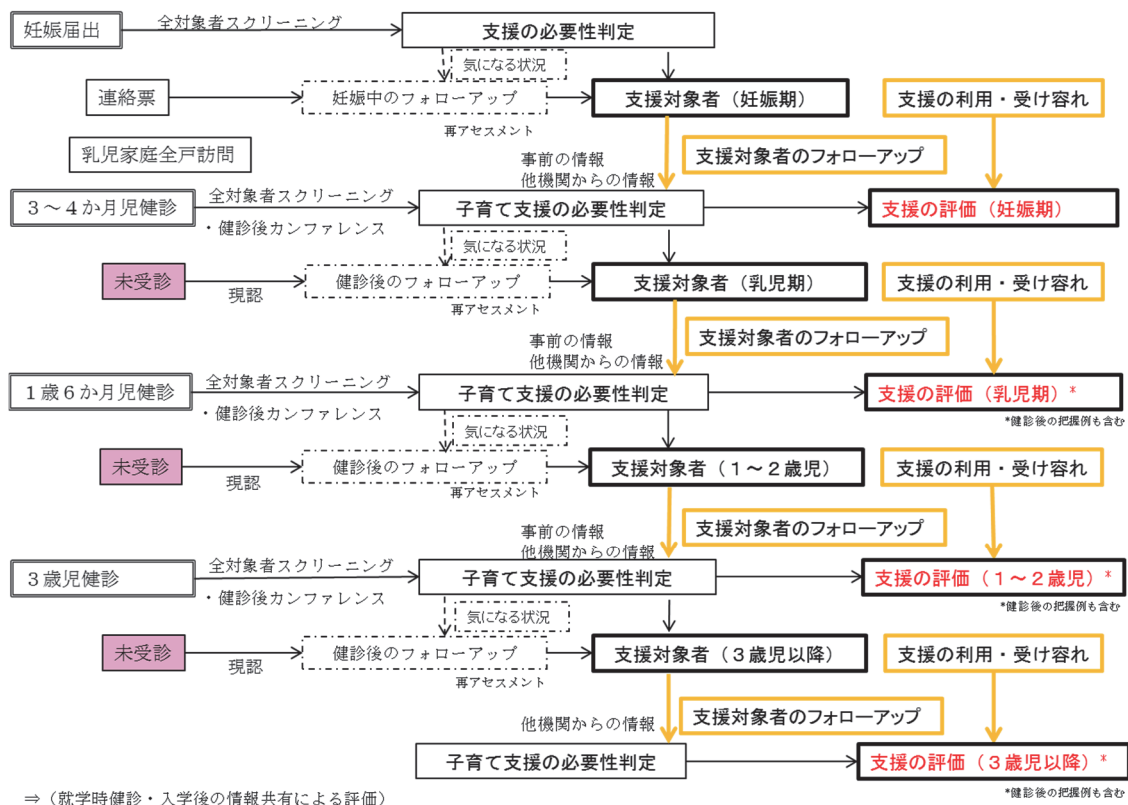 妊娠届出
全対象者スクリーニング
支援の必要性判定
気になる状況
連絡票
妊娠中のフォローアップ
支援対象者（妊娠期）
支援の利用・受け容れ
再アセスメント
乳児家庭全戸訪問
事前の情報
他機関からの情報
支援対象者のフォローアップ
３～４か月児健診
全対象者スクリーニング
・健診後カンファレンス
子育て支援の必要性判定
支援の評価（妊娠期）
気になる状況
未受診
現認
健診後のフォローアップ
支援対象者（乳児期）
支援の利用・受け容れ
再アセスメント
事前の情報
他機関からの情報
支援対象者のフォローアップ
１歳６か月児健診
全対象者スクリーニング
・健診後カンファレンス
子育て支援の必要性判定
支援の評価（乳児期）*
*健診後の把握例も含む
気になる状況
未受診
現認
健診後のフォローアップ
支援対象者（１～２歳児）
支援の利用・受け容れ
再アセスメント
事前の情報
他機関からの情報
支援対象者のフォローアップ
３歳児健診
全対象者スクリーニング
・健診後カンファレンス
子育て支援の必要性判定
支援の評価（１～２歳児）*
*健診後の把握例も含む
気になる状況
未受診
現認
健診後のフォローアップ
支援対象者（３歳児以降）
支援の利用・受け容れ
再アセスメント
他機関からの情報
支援対象者のフォローアップ
子育て支援の必要性判定
支援の評価（３歳児以降）*
*健診後の把握例も含む
⇒（就学時健診・入学後の情報共有による評価）